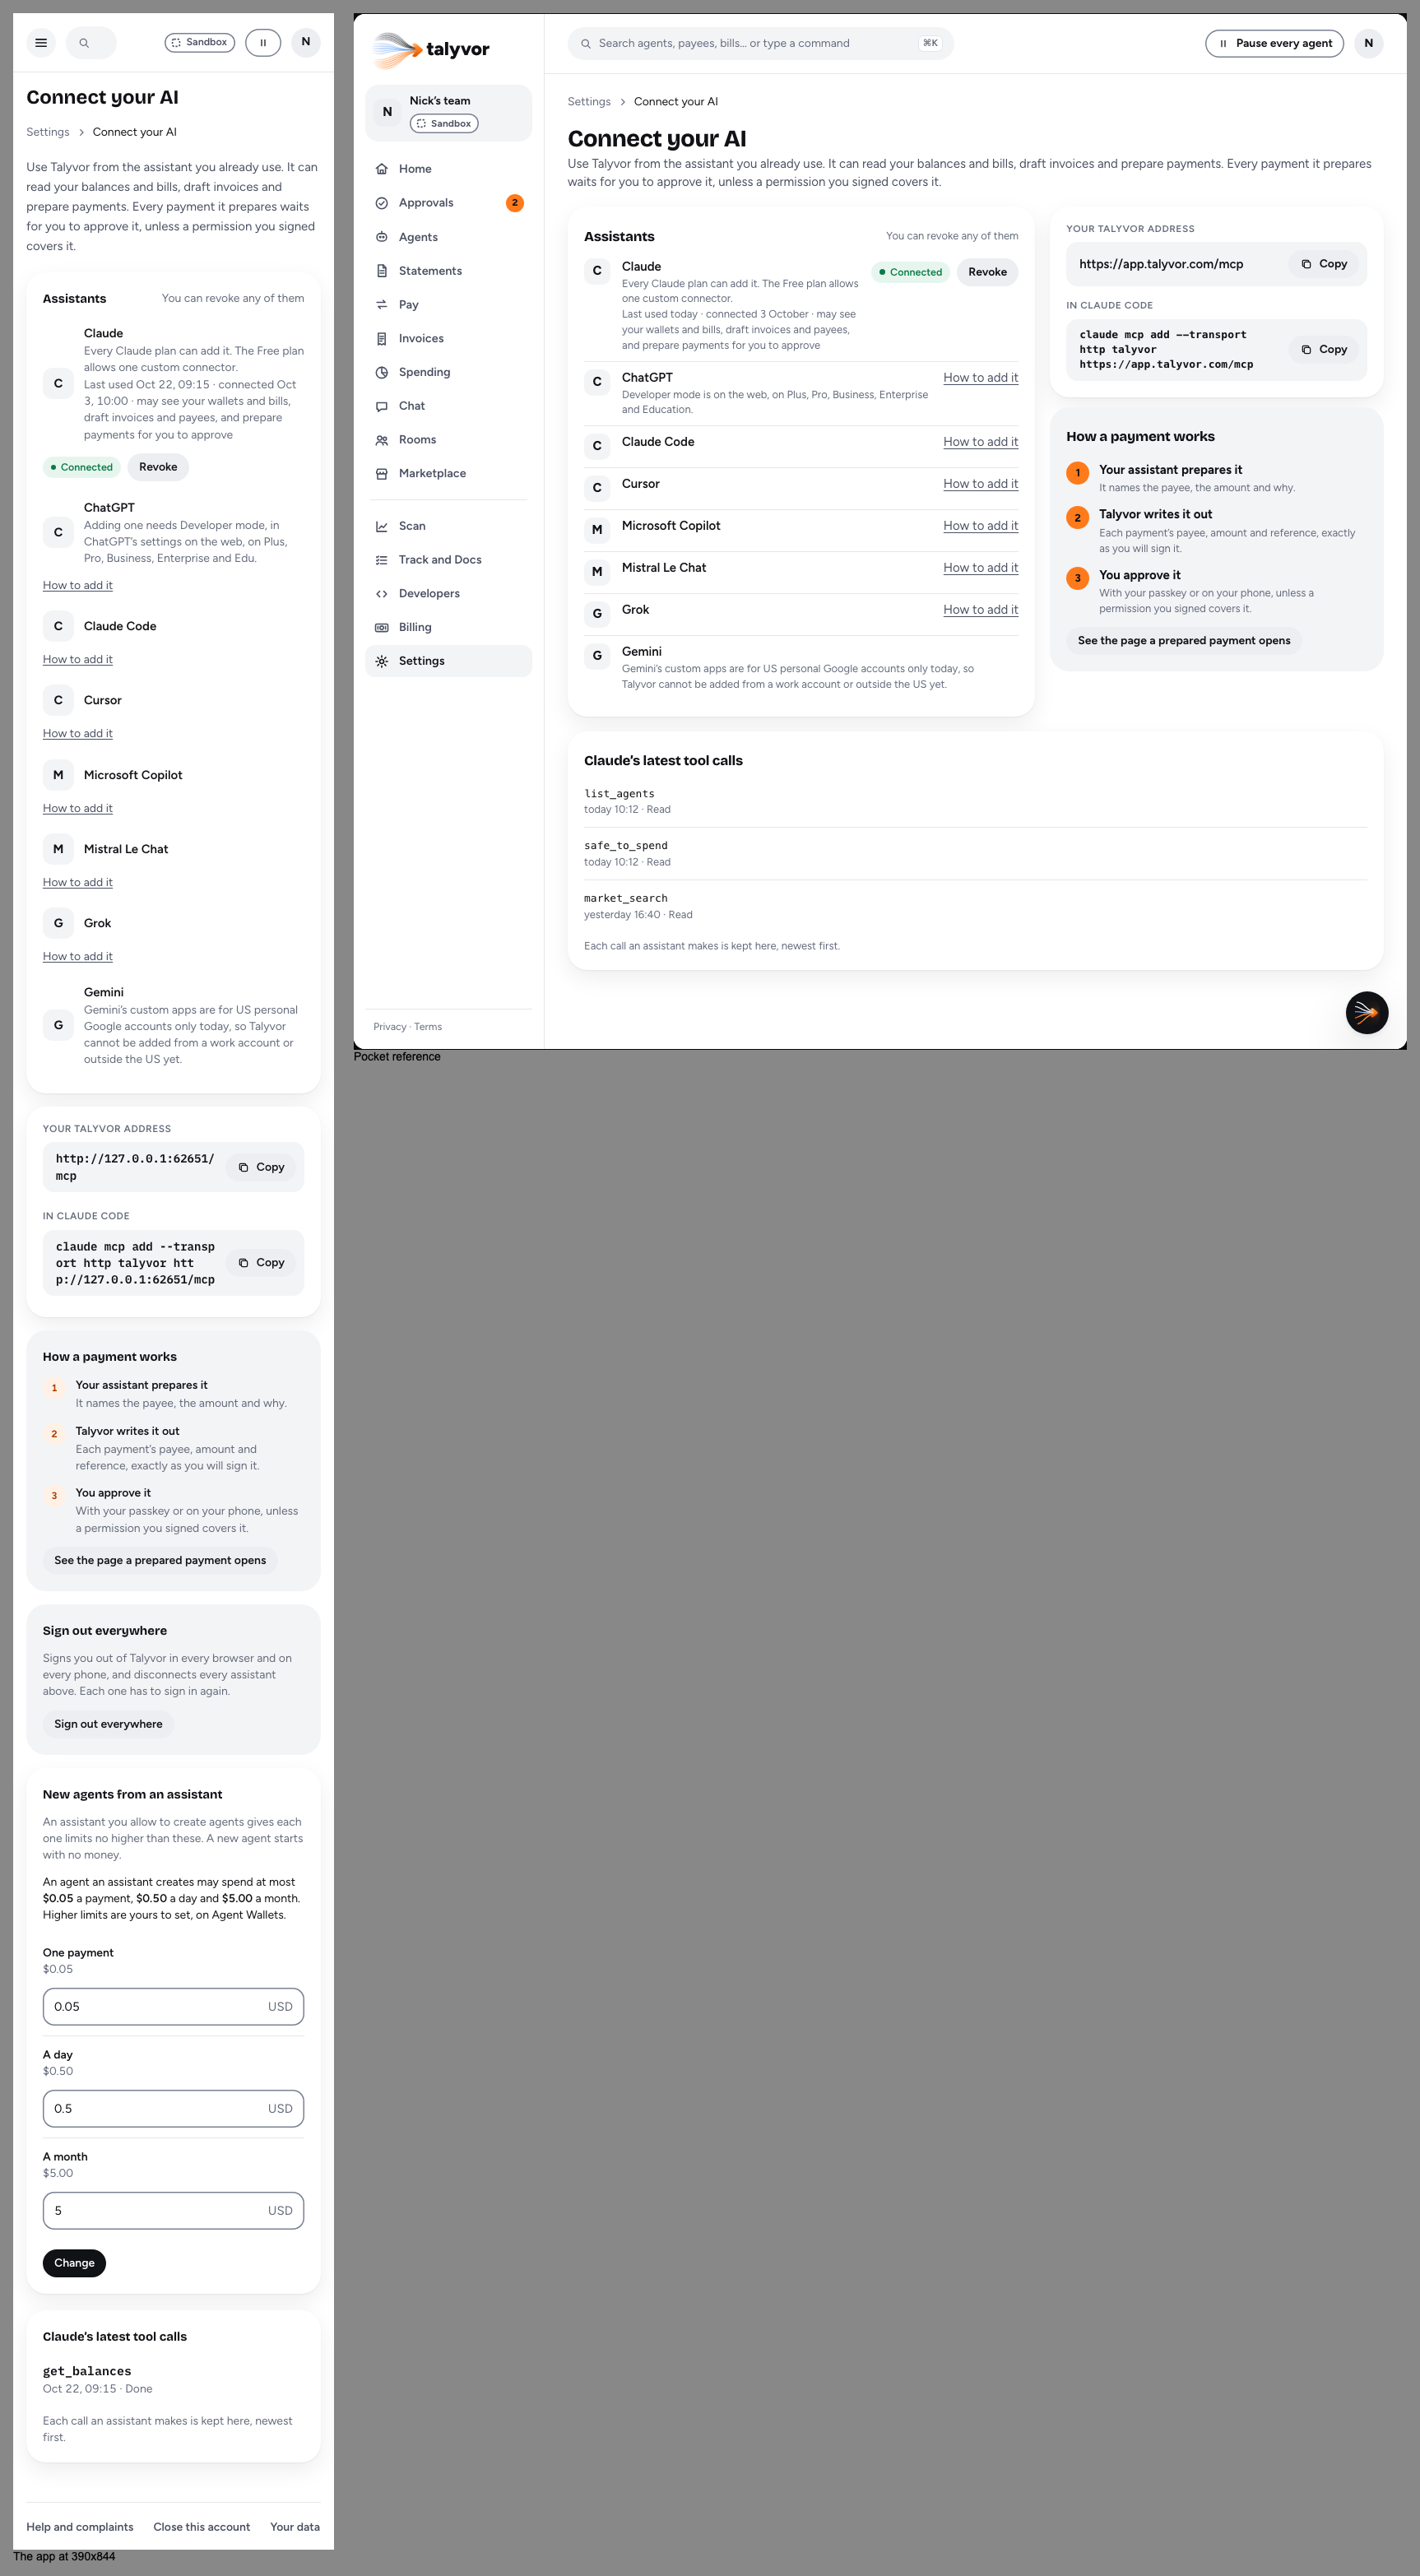 Sandbox
N
Connect your AI
Settings > Connect your AI
Use Talyvor from the assistant you already use. It can
read your balances and bills, draft invoices and
prepare payments. Every payment it prepares waits
for you to approve it, unless a permission you signed
covers it.
Assistants
You can revoke any of them
C
Claude
Every Claude plan can add it. The Free plan
allows one custom connector.
Last used Oct 22, 09:15 · connected Oct
3, 10:00 · may see your wallets and bills,
draft invoices and payees, and prepare
payments for you to approve
Connected
Revoke
C
ChatGPT
Adding one needs Developer mode, in
ChatGPT's settings on the web, on Plus,
Pro, Business, Enterprise and Edu.
How to add it
C
Claude Code
How to add it
C
Cursor
How to add it
M
Microsoft Copilot
How to add it
M
Mistral Le Chat
How to add it
G
Grok
How to add it
G
Gemini
Gemini's custom apps are for US personal
Google accounts only today, so Talyvor
cannot be added from a work account or
outside the US yet.
YOUR TALYVOR ADDRESS
http://127.0.0.1:62651/
mcp
Copy
IN CLAUDE CODE
claude mcp add --transp
ort http talyvor htt
p://127.0.0.1:62651/mcp
Copy
How a payment works
1
Your assistant prepares it
It names the payee, the amount and why.
2
Talyvor writes it out
Each payment's payee, amount and
reference, exactly as you will sign it.
3
You approve it
With your passkey or on your phone, unless
a permission you signed covers it.
See the page a prepared payment opens
Sign out everywhere
Signs you out of Talyvor in every browser and on
every phone, and disconnects every assistant
above. Each one has to sign in again.
Sign out everywhere
New agents from an assistant
An assistant you allow to create agents gives each
one limits no higher than these. A new agent starts
with no money.
An agent an assistant creates may spend at most
$0.05 a payment, $0.50 a day and $5.00 a month.
Higher limits are yours to set, on Agent Wallets.
One payment
$0.05
0.05 USD
A day
$0.50
0.5 USD
A month
$5.00
5 USD
Change
Claude's latest tool calls
get_balances
Oct 22, 09:15 · Done
Each call an assistant makes is kept here, newest
first.
Help and complaints
Close this account
Your data
The app at 390x844
talyvor
N
Nick's team
Sandbox
Home
Approvals 2
Agents
Statements
Pay
Invoices
Spending
Chat
Rooms
Marketplace
Scan
Track and Docs
Developers
Billing
Settings
Privacy · Terms
Search agents, payees, bills... or type a command
⌘K
Pause every agent
N
Settings > Connect your AI
Connect your AI
Use Talyvor from the assistant you already use. It can read your balances and bills, draft invoices and prepare payments. Every payment it prepares
waits for you to approve it, unless a permission you signed covers it.
Assistants
You can revoke any of them
C
Claude
Every Claude plan can add it. The Free plan allows
one custom connector.
Last used today · connected 3 October · may see
your wallets and bills, draft invoices and payees,
and prepare payments for you to approve
Connected
Revoke
C
ChatGPT
Developer mode is on the web, on Plus, Pro, Business, Enterprise
and Education.
How to add it
C
Claude Code
How to add it
C
Cursor
How to add it
M
Microsoft Copilot
How to add it
M
Mistral Le Chat
How to add it
G
Grok
How to add it
G
Gemini
Gemini's custom apps are for US personal Google accounts only today, so
Talyvor cannot be added from a work account or outside the US yet.
YOUR TALYVOR ADDRESS
https://app.talyvor.com/mcp
Copy
IN CLAUDE CODE
claude mcp add --transport
http talyvor
https://app.talyvor.com/mcp
Copy
How a payment works
1
Your assistant prepares it
It names the payee, the amount and why.
2
Talyvor writes it out
Each payment's payee, amount and reference, exactly
as you will sign it.
3
You approve it
With your passkey or on your phone, unless a
permission you signed covers it.
See the page a prepared payment opens
Claude's latest tool calls
list_agents
today 10:12 · Read
safe_to_spend
today 10:12 · Read
market_search
yesterday 16:40 · Read
Each call an assistant makes is kept here, newest first.
Pocket reference